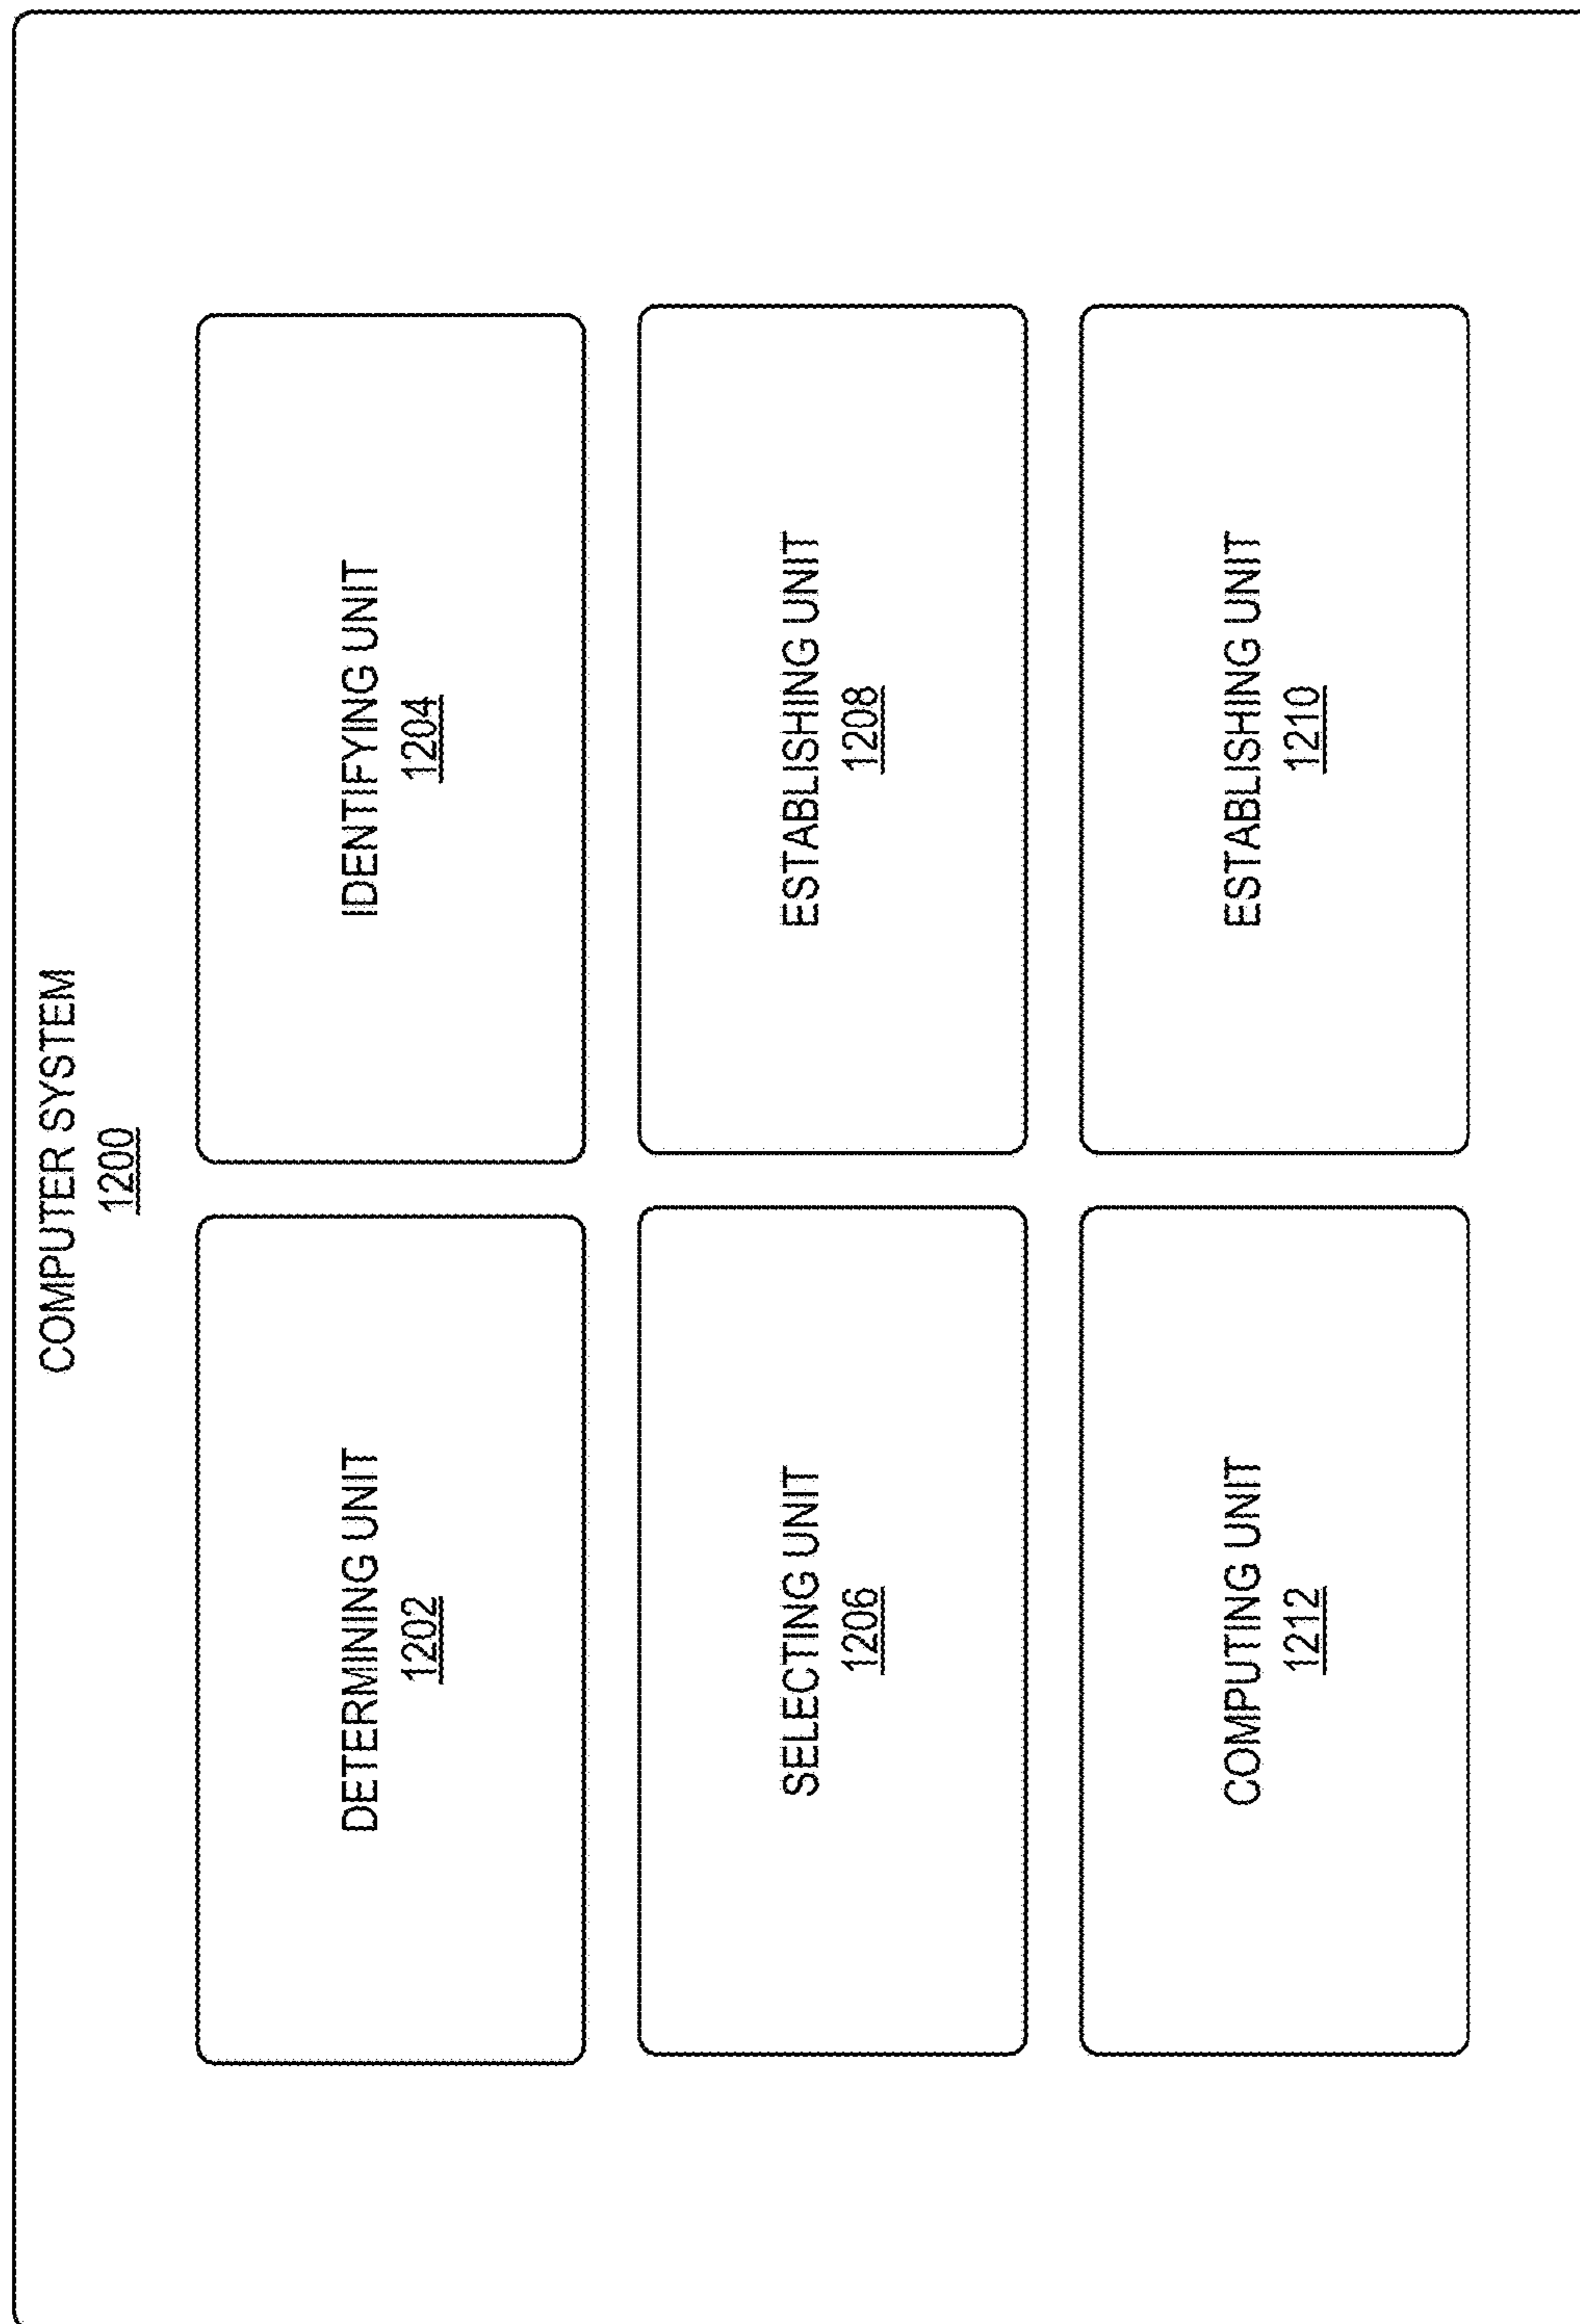 COMPUTER SYSTEM
1200
DETERMINING UNIT
1202
IDENTIFYING UNIT
1204
SELECTING UNIT
1206
ESTABLISHING UNIT
1208
COMPUTING UNIT
1212
ESTABLISHING UNIT
1210